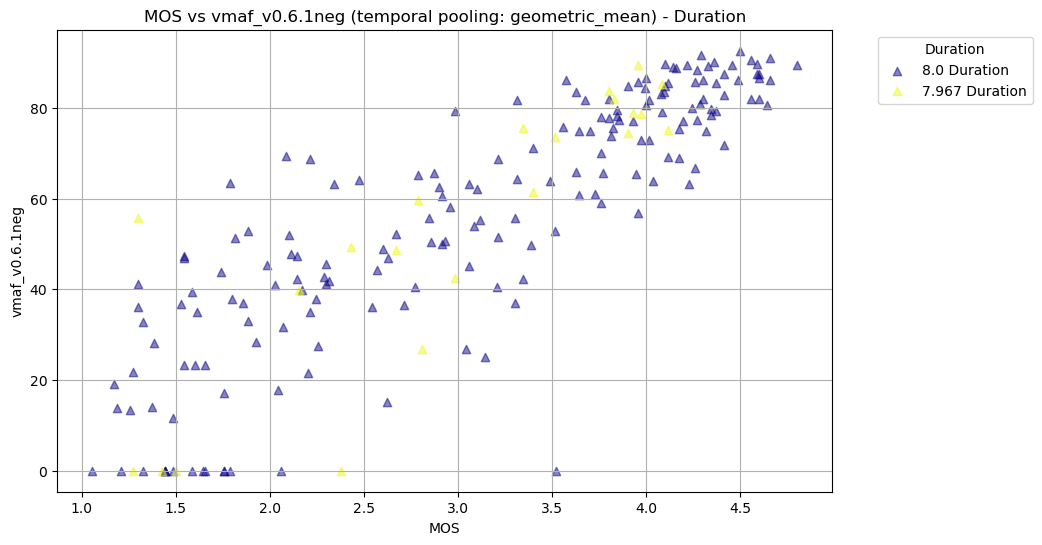 MOS vs vmaf_v0.6.1neg (temporal pooling: geometric_mean) - Duration
Duration
8.0 Duration
7.967 Duration
vmaf_v0.6.1neg
80
60
40
20
0
1.0 1.5 2.0 2.5 3.0 3.5 4.0 4.5
MOS